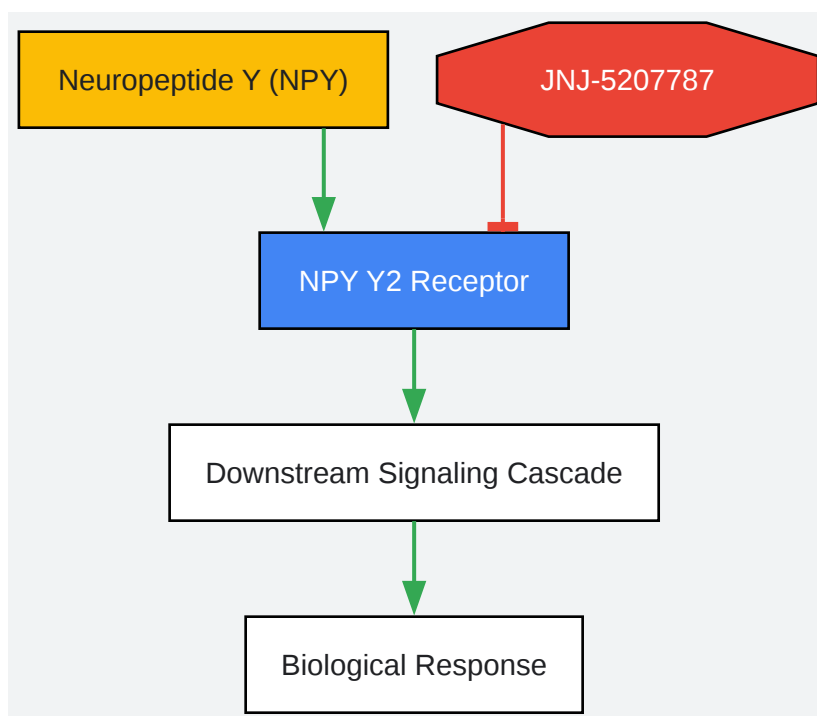 Neuropeptide Y (NPY)
JNJ-5207787
NPY Y2 Receptor
Downstream Signaling Cascade
Biological Response